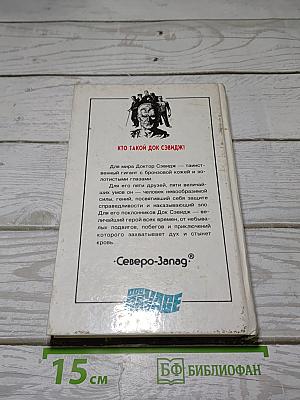 КТО ТАКОЙ ДОК СЭВИДЖ?
Для мира Доктор Сэвидж — таинст-
венный гигант с бронзовой кожей и зо-
лотистыми глазами.
Для его пяти друзей, пяти величай-
ших умов он — человек невообразимой
силы, гений, посвятивший себя защите
справедливости и наказывающий зло.
Для его поклонников Док Сэвидж — ве-
личайший герой всех времен, от небыва-
лых подвигов, побегов и приключений
которого захватывает дух и стынет
кровь.
·Северо-Запад®
DOC
SAVAGE
15 см
БФ БИБЛИОФАН